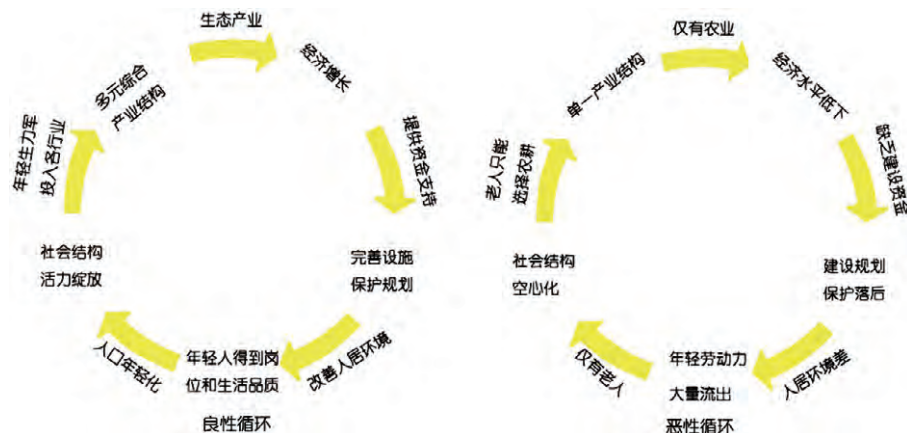 生态产业
经济增长
多元综合
产业结构
年轻生力军
投入各行业
提供资金支持
社会结构
活力绽放
完善设施
保护规划
人口年轻化
年轻人得到岗
位和生活品质
改善人居环境
良性循环
仅有农业
经济水平低下
单一产业结构
老人只能
选择农耕
缺乏建设资金
社会结构
空心化
建设规划
保护落后
仅有老人
年轻劳动力
大量流出
人居环境差
恶性循环